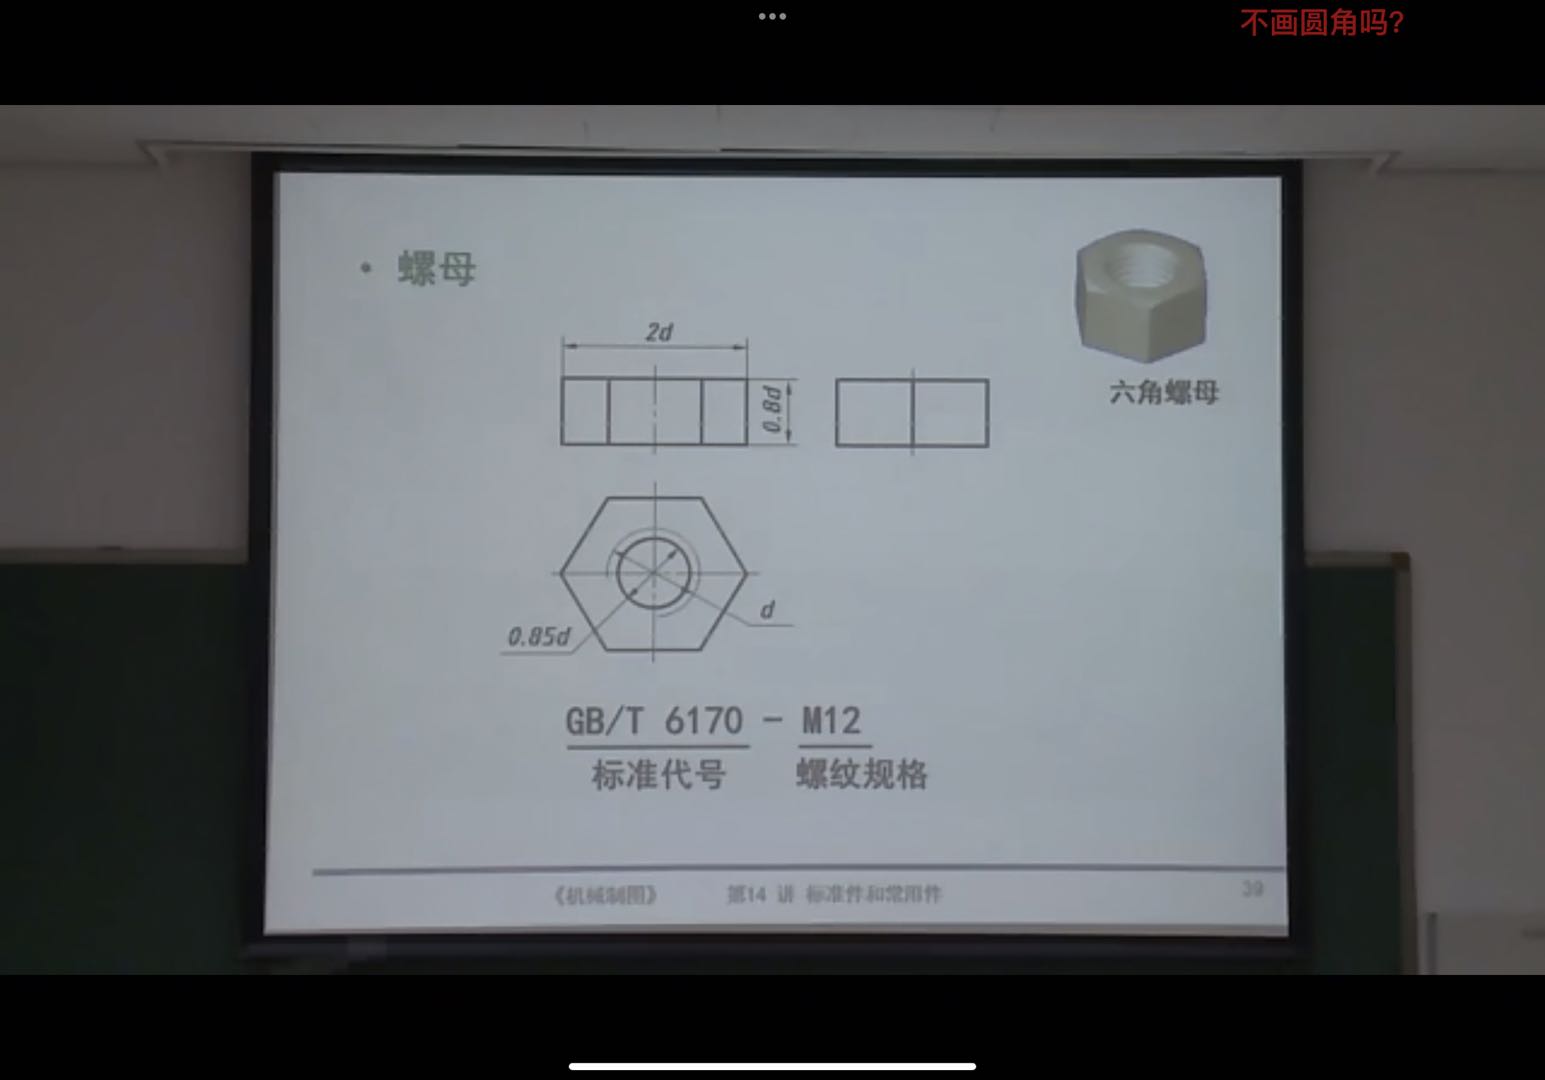 不画圆角吗?
• 螺母
2d
0.8d
六角螺母
0.85d
d
GB/T 6170 - M12
标准代号 螺纹规格
《机械制图》 第14 讲 标准件和常用件 39